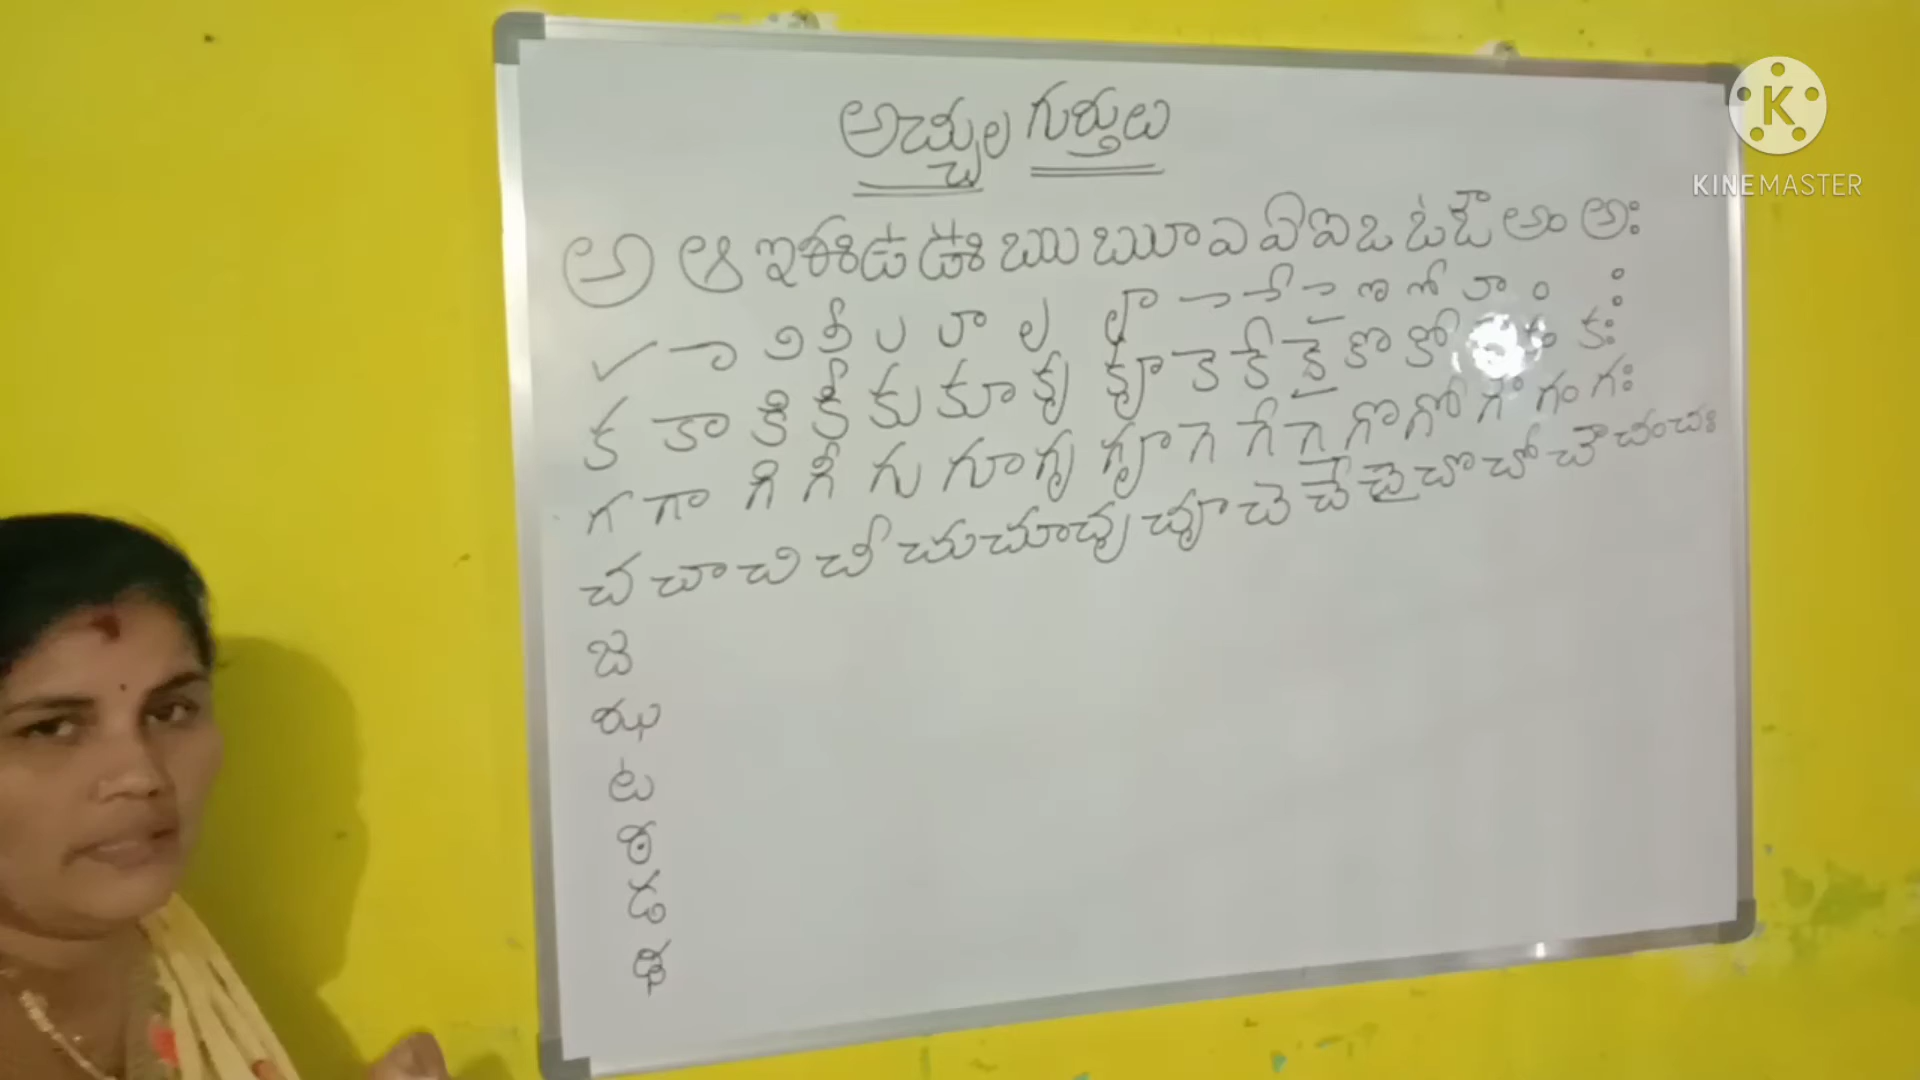 అచ్చుల గుర్తులు
KINEMASTER
అ ఆ ఇ ఈ ఉ ఊ ఋ ౠ ఎ ఏ ఐ ఒ ఓ ఔ అం అః
✓ ా ి ీ ు ూ ృ ౄ ె ే ై ొ ో ౌ ం ః
క కా కి కీ కు కూ కృ కౄ కె కే కై కొ కో కం కః
గ గా గి గీ గు గూ గృ గౄ గె గే గై గొ గో గౌ గం గః
చ చా చి చీ చు చూ చృ చౄ చె చే చై చొ చో చౌ చం చః
జ
ఝ
ట
ఠ
డ
ఢ